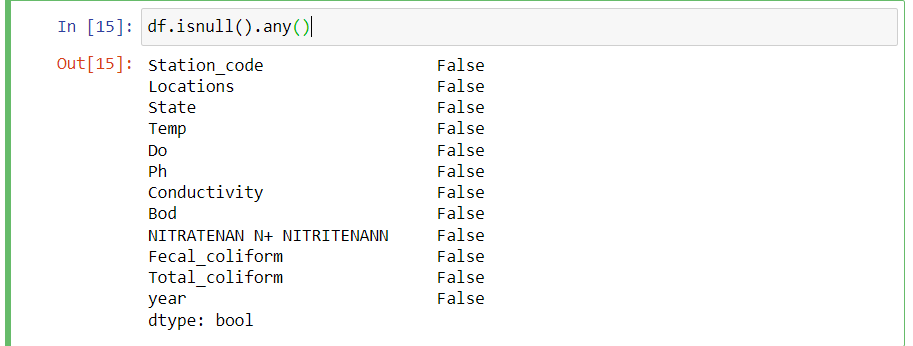 In [15]: df.isnull().any()
Out[15]: Station_code False
Locations False
State False
Temp False
Do False
Ph False
Conductivity False
Bod False
NITRATENAN N+ NITRITENANN False
Fecal_coliform False
Total_coliform False
year False
dtype: bool